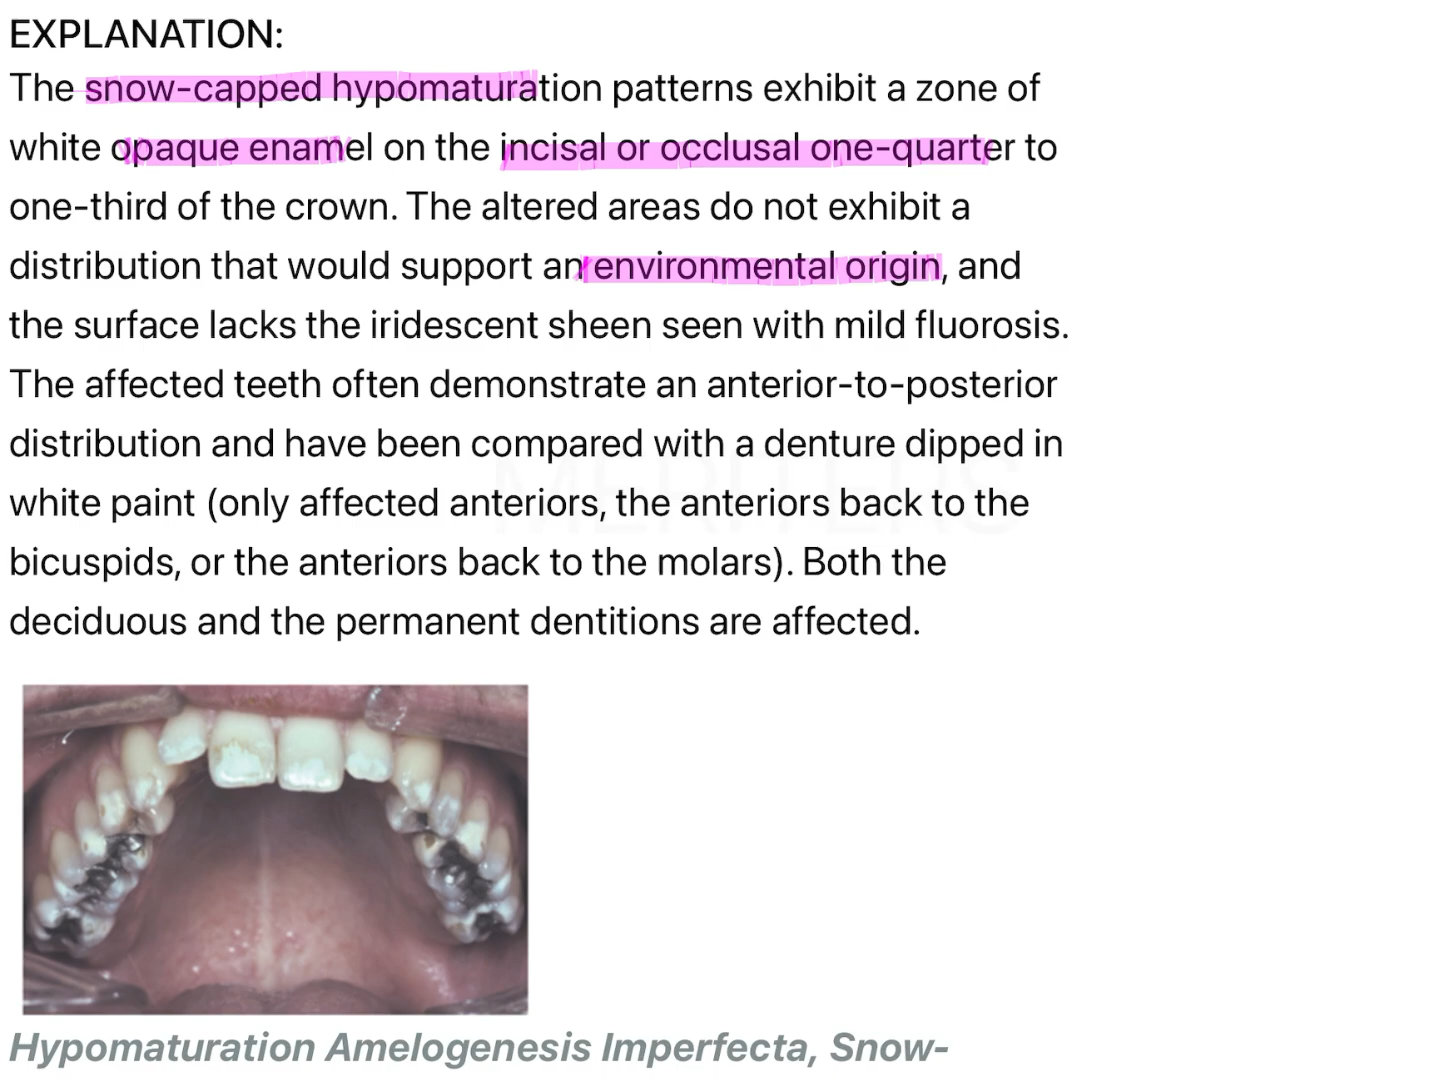 EXPLANATION:
The snow-capped hypomaturation patterns exhibit a zone of
white opaque enamel on the incisal or occlusal one-quarter to
one-third of the crown. The altered areas do not exhibit a
distribution that would support an environmental origin, and
the surface lacks the iridescent sheen seen with mild fluorosis.
The affected teeth often demonstrate an anterior-to-posterior
distribution and have been compared with a denture dipped in
white paint (only affected anteriors, the anteriors back to the
bicuspids, or the anteriors back to the molars). Both the
deciduous and the permanent dentitions are affected.
MERITERS
Hypomaturation Amelogenesis Imperfecta, Snow-